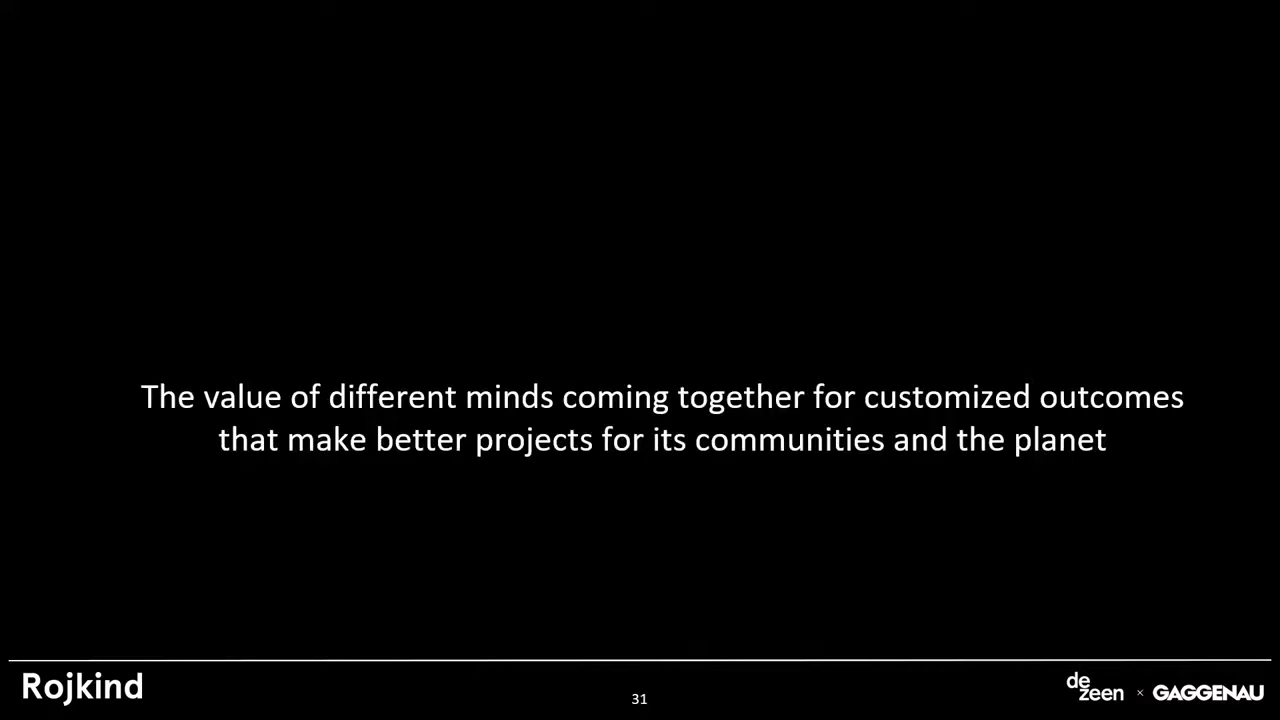 The value of different minds coming together for customized outcomes
that make better projects for its communities and the planet
Rojkind
31
de
zeen × GAGGENAU